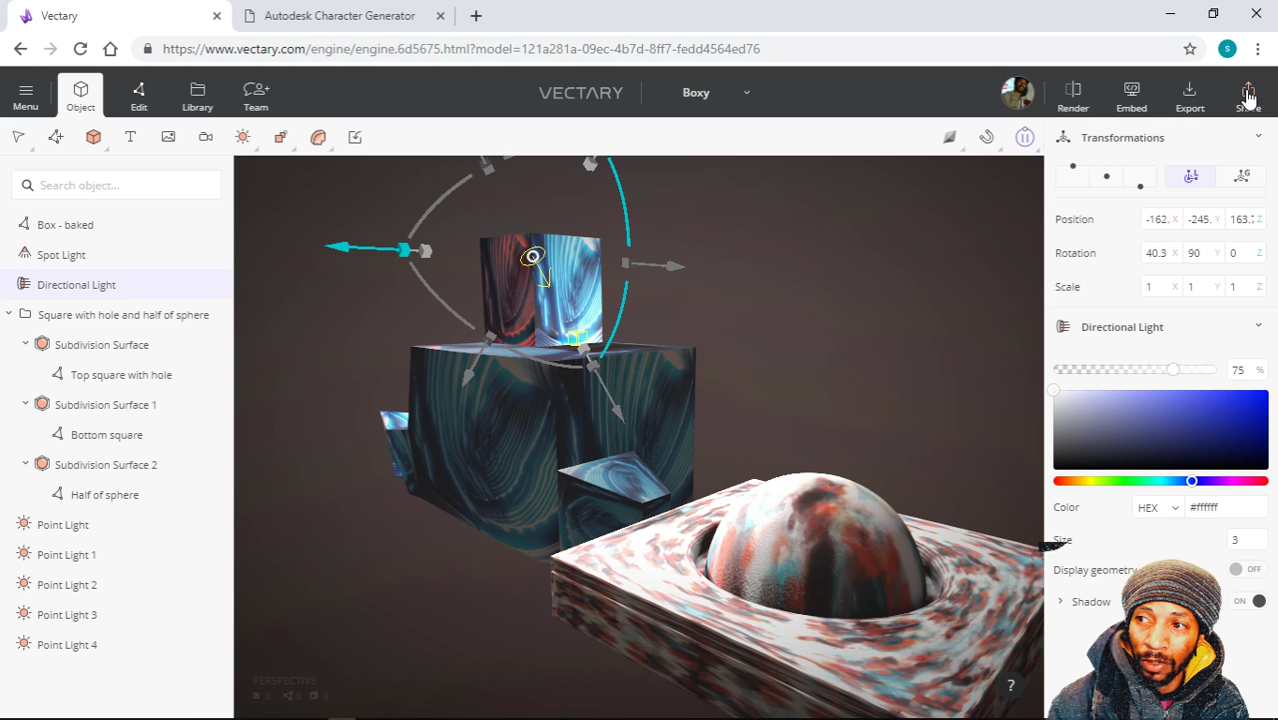 Vectary
Autodesk Character Generator
https://www.vectary.com/engine/engine.6d5675.html?model=121a281a-09ec-4b7d-8ff7-fedd4564ed76
S
Menu
Object
Edit
Library
Team
VECTARY
Boxy
Render
Embed
Export
Share
Search object...
Box - baked
Spot Light
Directional Light
Square with hole and half of sphere
Subdivision Surface
Top square with hole
Subdivision Surface 1
Bottom square
Subdivision Surface 2
Half of sphere
Point Light
Point Light 1
Point Light 2
Point Light 3
Point Light 4
PERSPECTIVE
0 0 0
?
Transformations
Position -162. X -245. Y 163. Z
Rotation 40.3 X 90 Y 0 Z
Scale 1 X 1 Y 1 Z
Directional Light
75 %
Color HEX #ffffff
Size 3
Display geometry OFF
Shadow ON